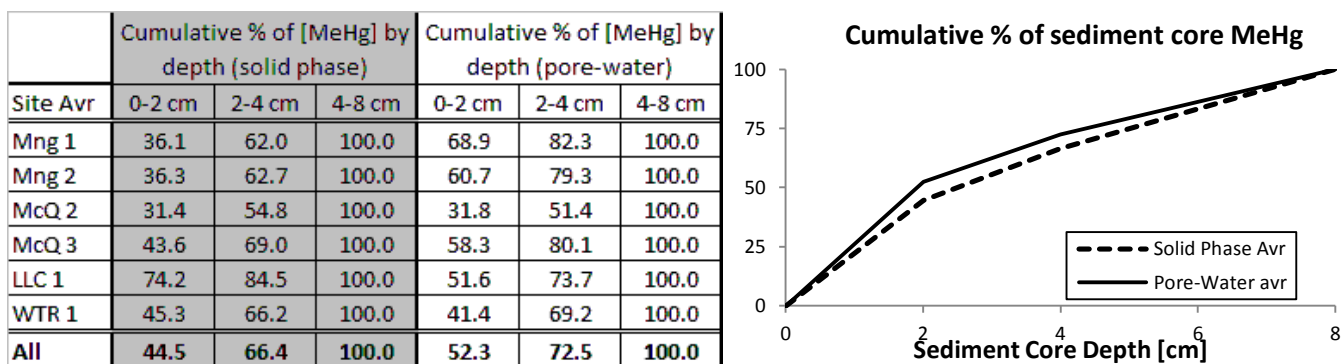 Cumulative % of [MeHg] by depth (solid phase)
Cumulative % of [MeHg] by depth (pore-water)
Site Avr 0-2 cm 2-4 cm 4-8 cm 0-2 cm 2-4 cm 4-8 cm
Mng 1 36.1 62.0 100.0 68.9 82.3 100.0
Mng 2 36.3 62.7 100.0 60.7 79.3 100.0
McQ 2 31.4 54.8 100.0 31.8 51.4 100.0
McQ 3 43.6 69.0 100.0 58.3 80.1 100.0
LLC 1 74.2 84.5 100.0 51.6 73.7 100.0
WTR 1 45.3 66.2 100.0 41.4 69.2 100.0
All 44.5 66.4 100.0 52.3 72.5 100.0
Cumulative % of sediment core MeHg
100
75
50
25
0
Solid Phase Avr
Pore-Water avr
0 2 4 6 8
Sediment Core Depth [cm]